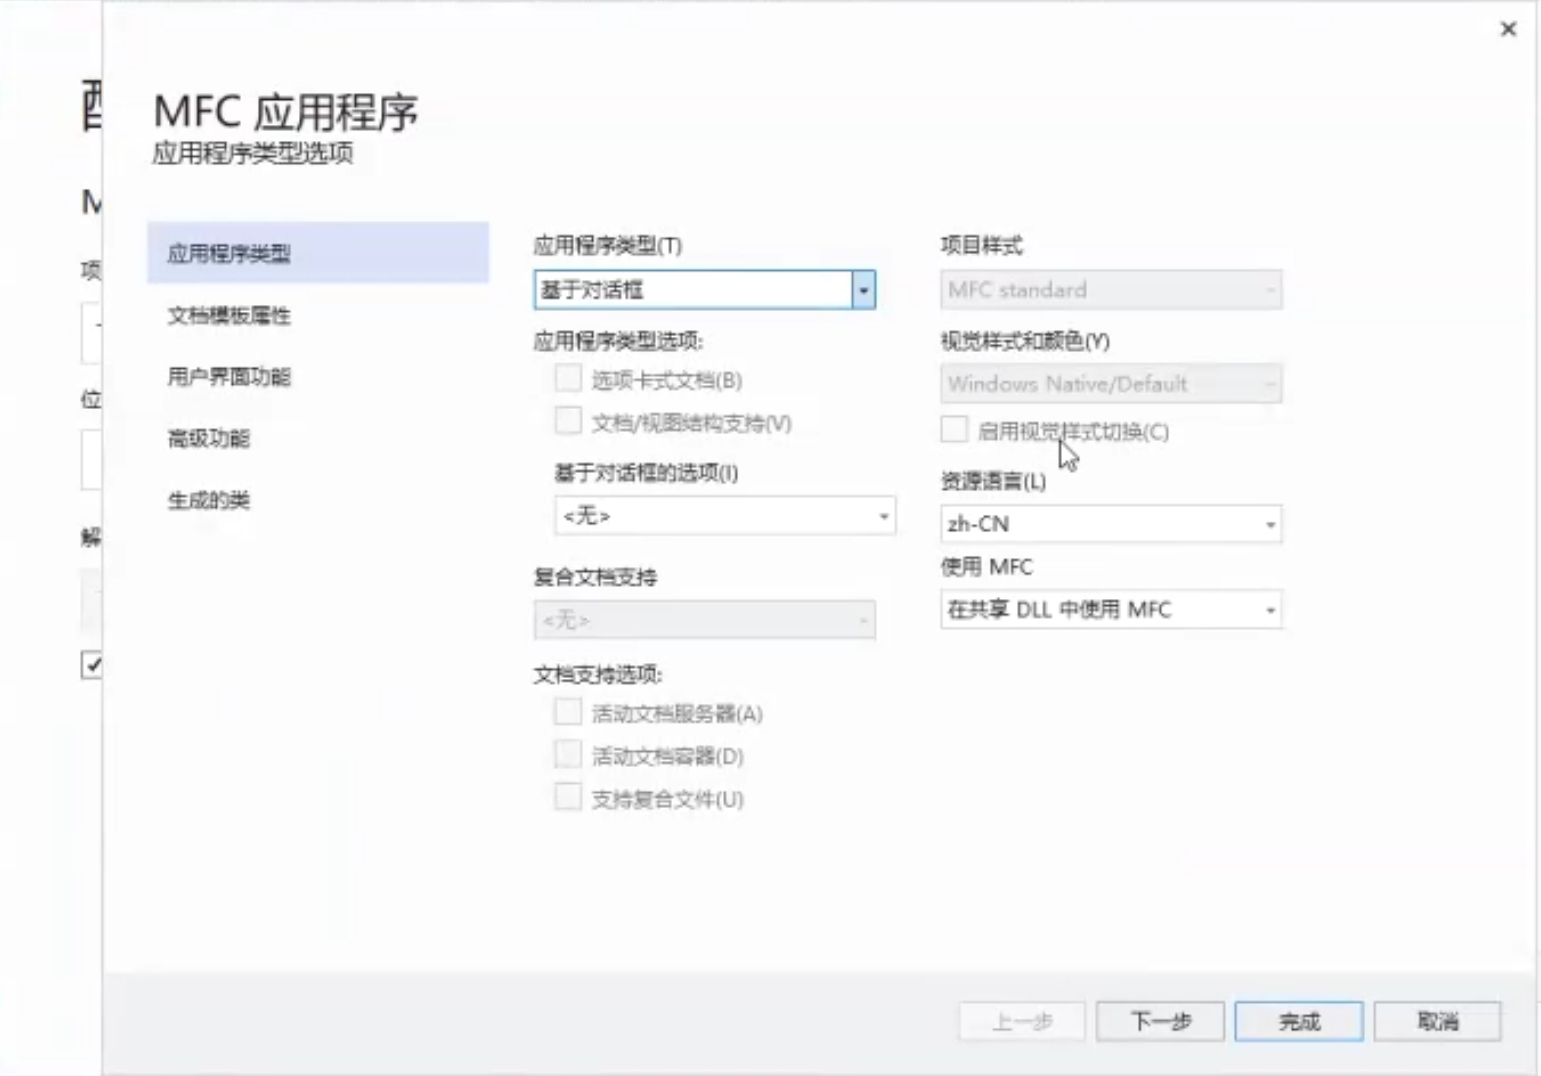 MFC 应用程序
应用程序类型选项
应用程序类型
文档模板属性
用户界面功能
高级功能
生成的类
应用程序类型(T)
基于对话框
应用程序类型选项:
选项卡式文档(B)
文档/视图结构支持(V)
基于对话框的选项(I)
<无>
复合文档支持
<无>
文档支持选项:
活动文档服务器(A)
活动文档容器(D)
支持复合文件(U)
项目样式
MFC standard
视觉样式和颜色(Y)
Windows Native/Default
启用视觉样式切换(C)
资源语言(L)
zh-CN
使用 MFC
在共享 DLL 中使用 MFC
上一步
下一步
完成
取消
项
位
解